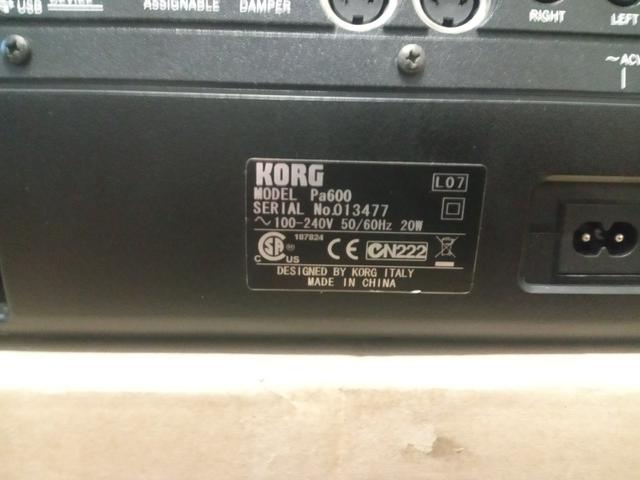 USB
ASSIGNABLE
DAMPER
RIGHT
LEFT
KORG
L07
MODEL Pa600
SERIAL No.013477
~100-240V 50/60Hz 20W
187824
C US
CE N222
DESIGNED BY KORG ITALY
MADE IN CHINA